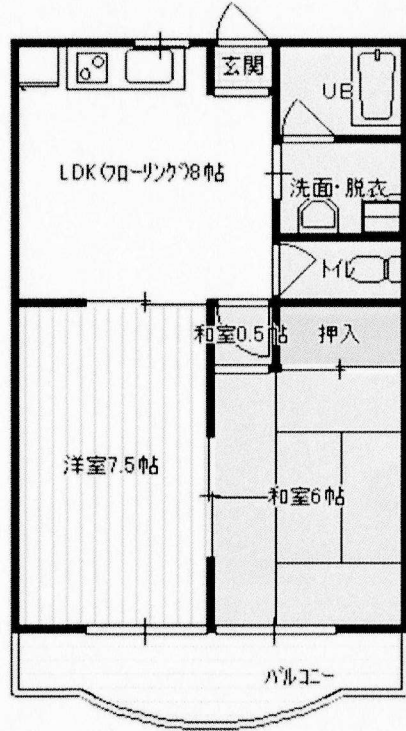 玄関
UB
LDK(フローリング)8帖
洗面・脱衣
トイレ
和室0.5帖
押入
洋室7.5帖
和室6帖
バルコニー